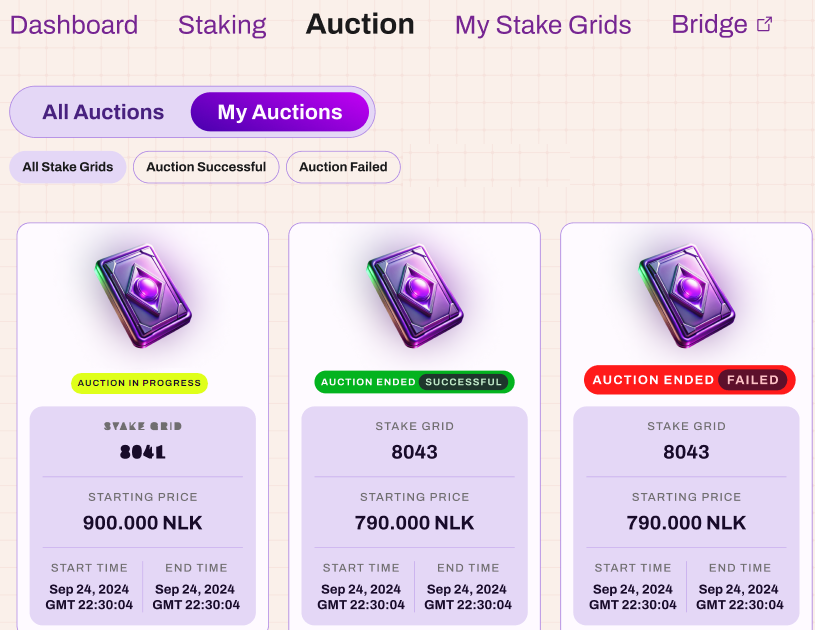 Dashboard Staking Auction My Stake Grids Bridge
All Auctions My Auctions
All Stake Grids Auction Successful Auction Failed
AUCTION IN PROGRESS
STAKE GRID
STARTING PRICE
900.000 NLK
START TIME END TIME
Sep 24, 2024 Sep 24, 2024
GMT 22:30:04 GMT 22:30:04
AUCTION ENDED SUCCESSFUL
STAKE GRID
8043
STARTING PRICE
790.000 NLK
START TIME END TIME
Sep 24, 2024 Sep 24, 2024
GMT 22:30:04 GMT 22:30:04
AUCTION ENDED FAILED
STAKE GRID
8043
STARTING PRICE
790.000 NLK
START TIME END TIME
Sep 24, 2024 Sep 24, 2024
GMT 22:30:04 GMT 22:30:04